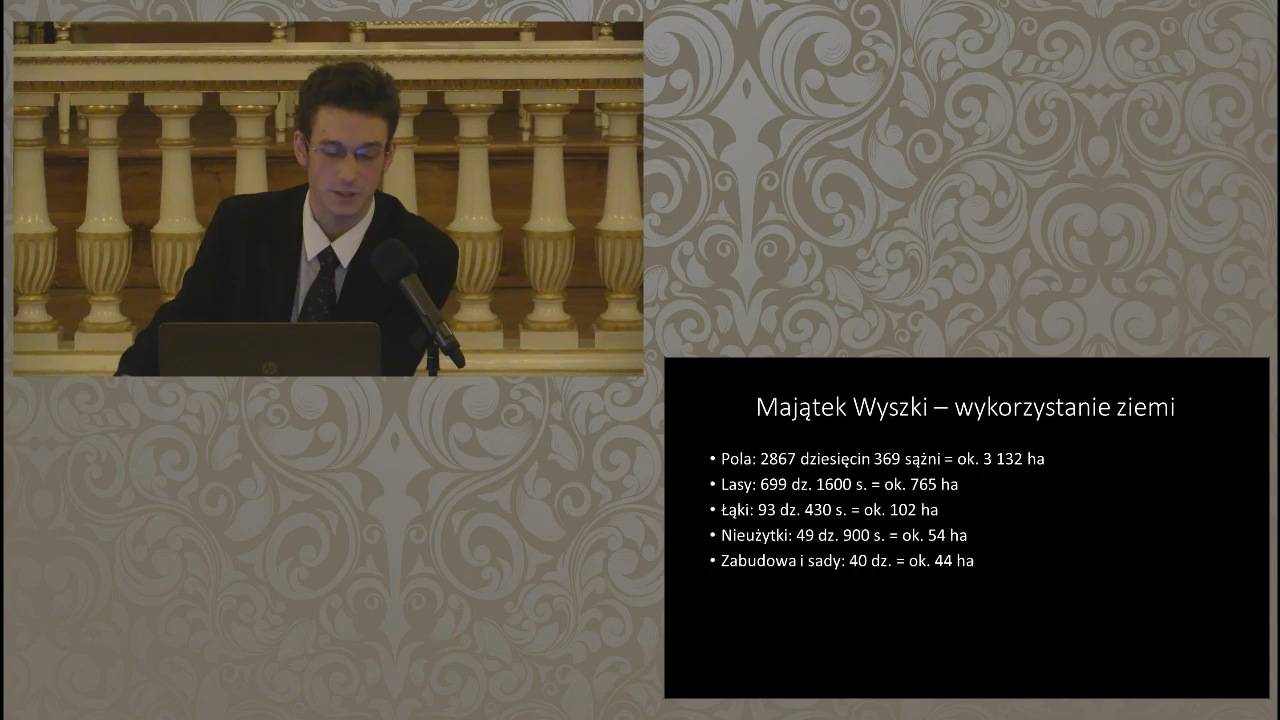 Majątek Wyszki – wykorzystanie ziemi
• Pola: 2867 dziesięcin 369 sążni = ok. 3 132 ha
• Lasy: 699 dz. 1600 s. = ok. 765 ha
• Łąki: 93 dz. 430 s. = ok. 102 ha
• Nieużytki: 49 dz. 900 s. = ok. 54 ha
• Zabudowa i sady: 40 dz. = ok. 44 ha